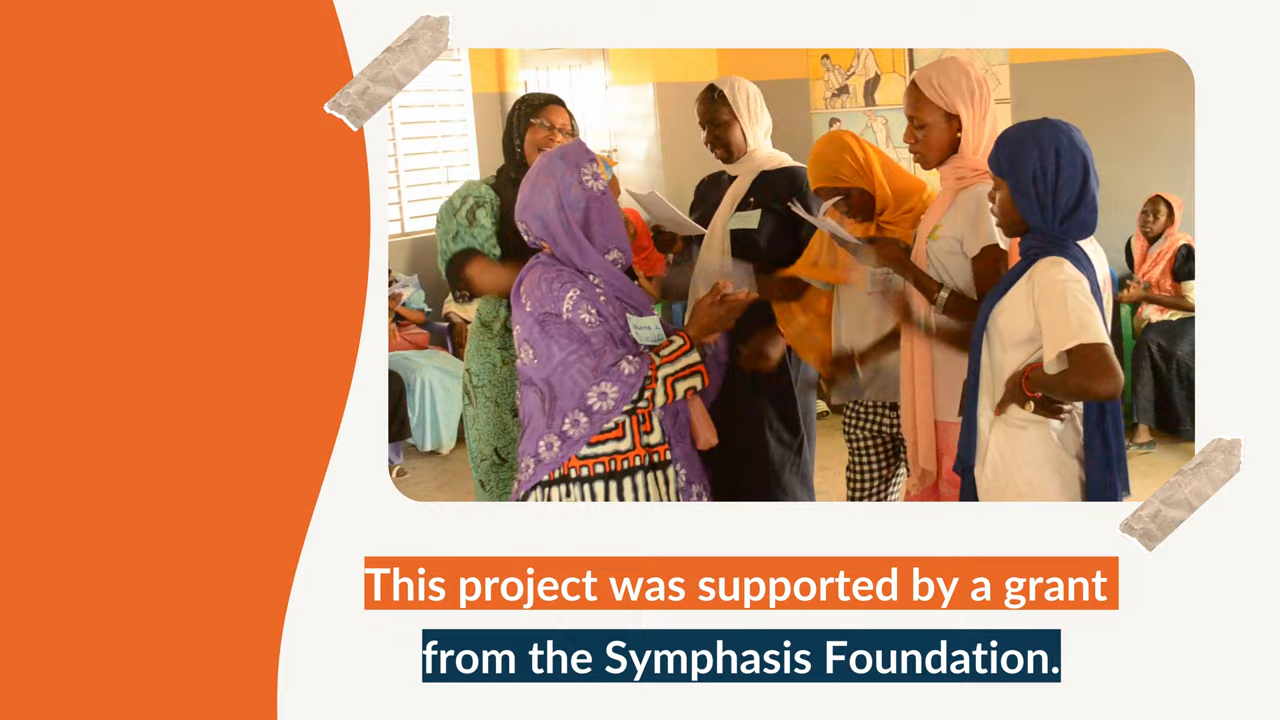 This project was supported by a grant
from the Symphasis Foundation.